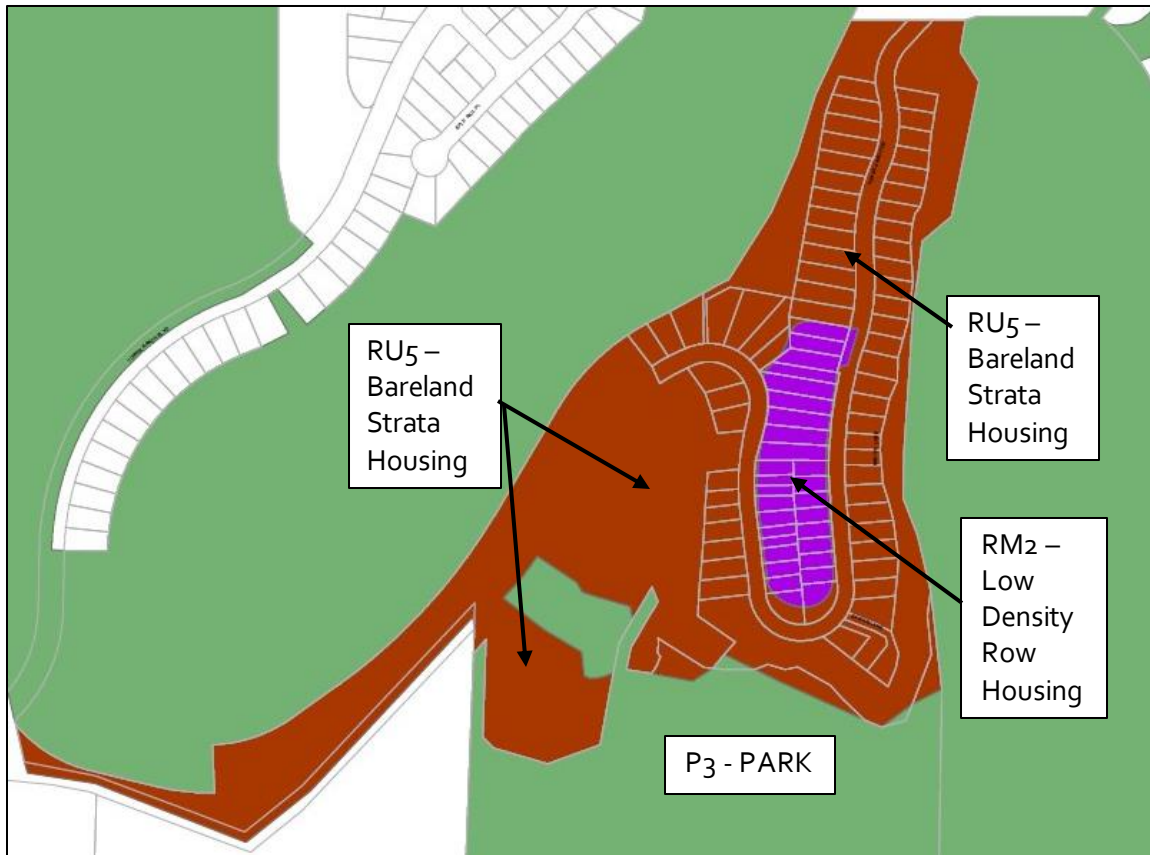 RU5 –
Bareland
Strata
Housing
RU5 –
Bareland
Strata
Housing
RM2 –
Low
Density
Row
Housing
P3 - PARK